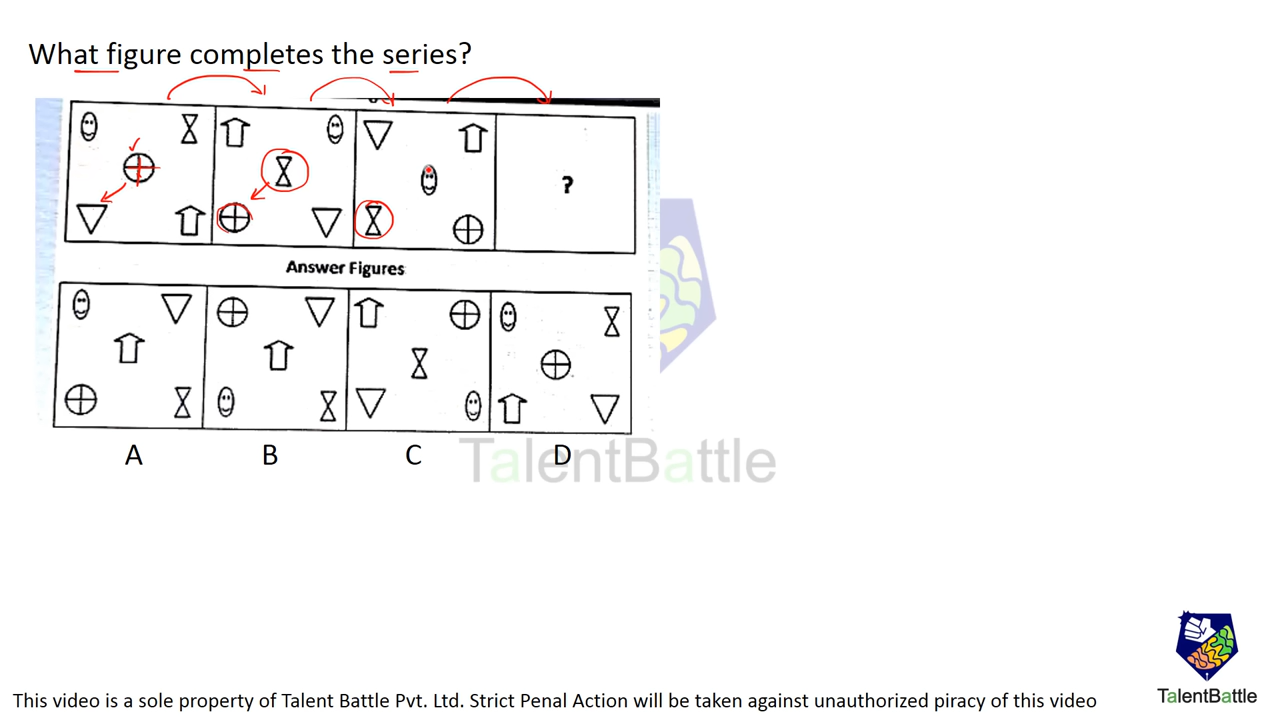 What figure completes the series?
?
Answer Figures
A B C D
TalentBattle
TalentBattle
This video is a sole property of Talent Battle Pvt. Ltd. Strict Penal Action will be taken against unauthorized piracy of this video